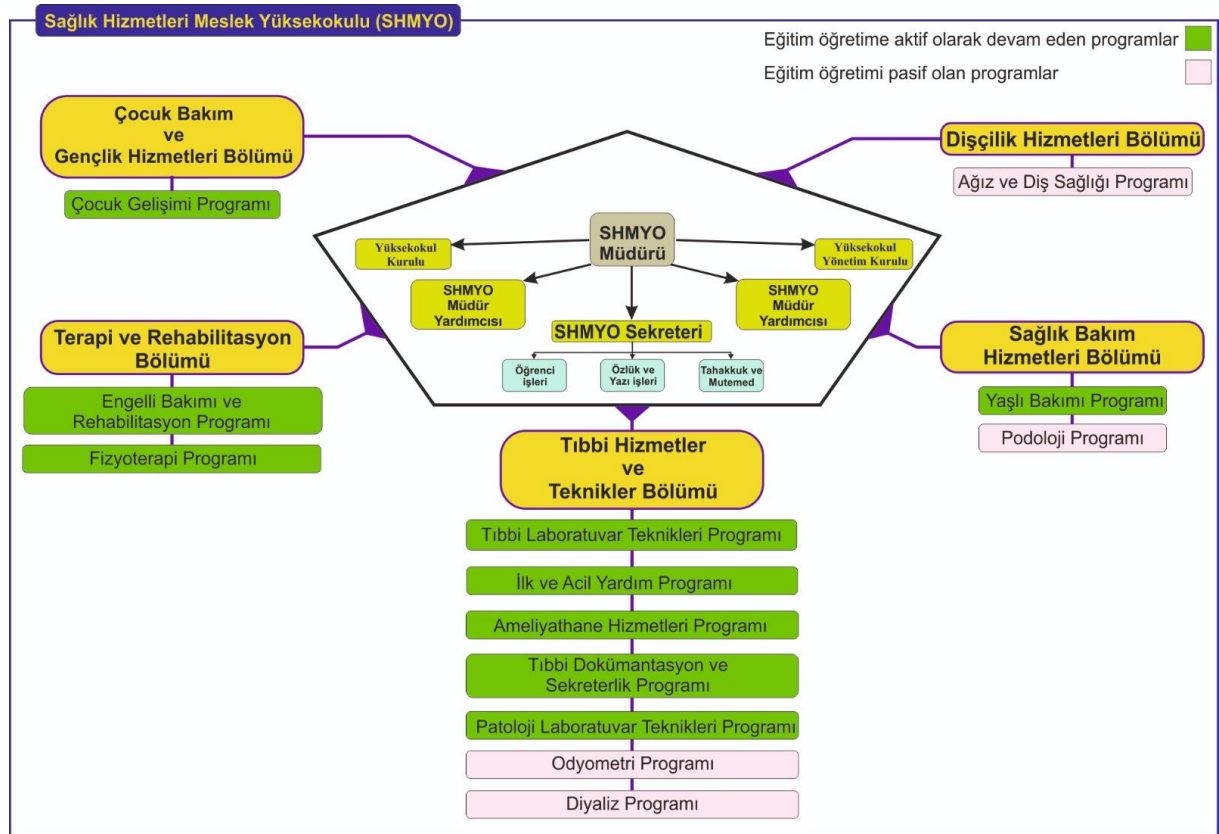 Sağlık Hizmetleri Meslek Yüksekokulu (SHMYO)
Eğitim öğretime aktif olarak devam eden programlar
Eğitim öğretimi pasif olan programlar
Çocuk Bakım
ve
Gençlik Hizmetleri Bölümü
Çocuk Gelişimi Programı
Dişçilik Hizmetleri Bölümü
Ağız ve Diş Sağlığı Programı
SHMYO
Müdürü
Yüksekokul
Kurulu
Yüksekokul
Yönetim Kurulu
SHMYO
Müdür
Yardımcısı
SHMYO
Müdür
Yardımcısı
SHMYO Sekreteri
Öğrenci
işleri
Özlük ve
Yazı işleri
Tahakkuk ve
Mutemed
Terapi ve Rehabilitasyon
Bölümü
Engelli Bakımı ve
Rehabilitasyon Programı
Fizyoterapi Programı
Sağlık Bakım
Hizmetleri Bölümü
Yaşlı Bakımı Programı
Podoloji Programı
Tıbbi Hizmetler
ve
Teknikler Bölümü
Tıbbi Laboratuvar Teknikleri Programı
İlk ve Acil Yardım Programı
Ameliyathane Hizmetleri Programı
Tıbbi Dokümantasyon ve
Sekreterlik Programı
Patoloji Laboratuvar Teknikleri Programı
Odyometri Programı
Diyaliz Programı